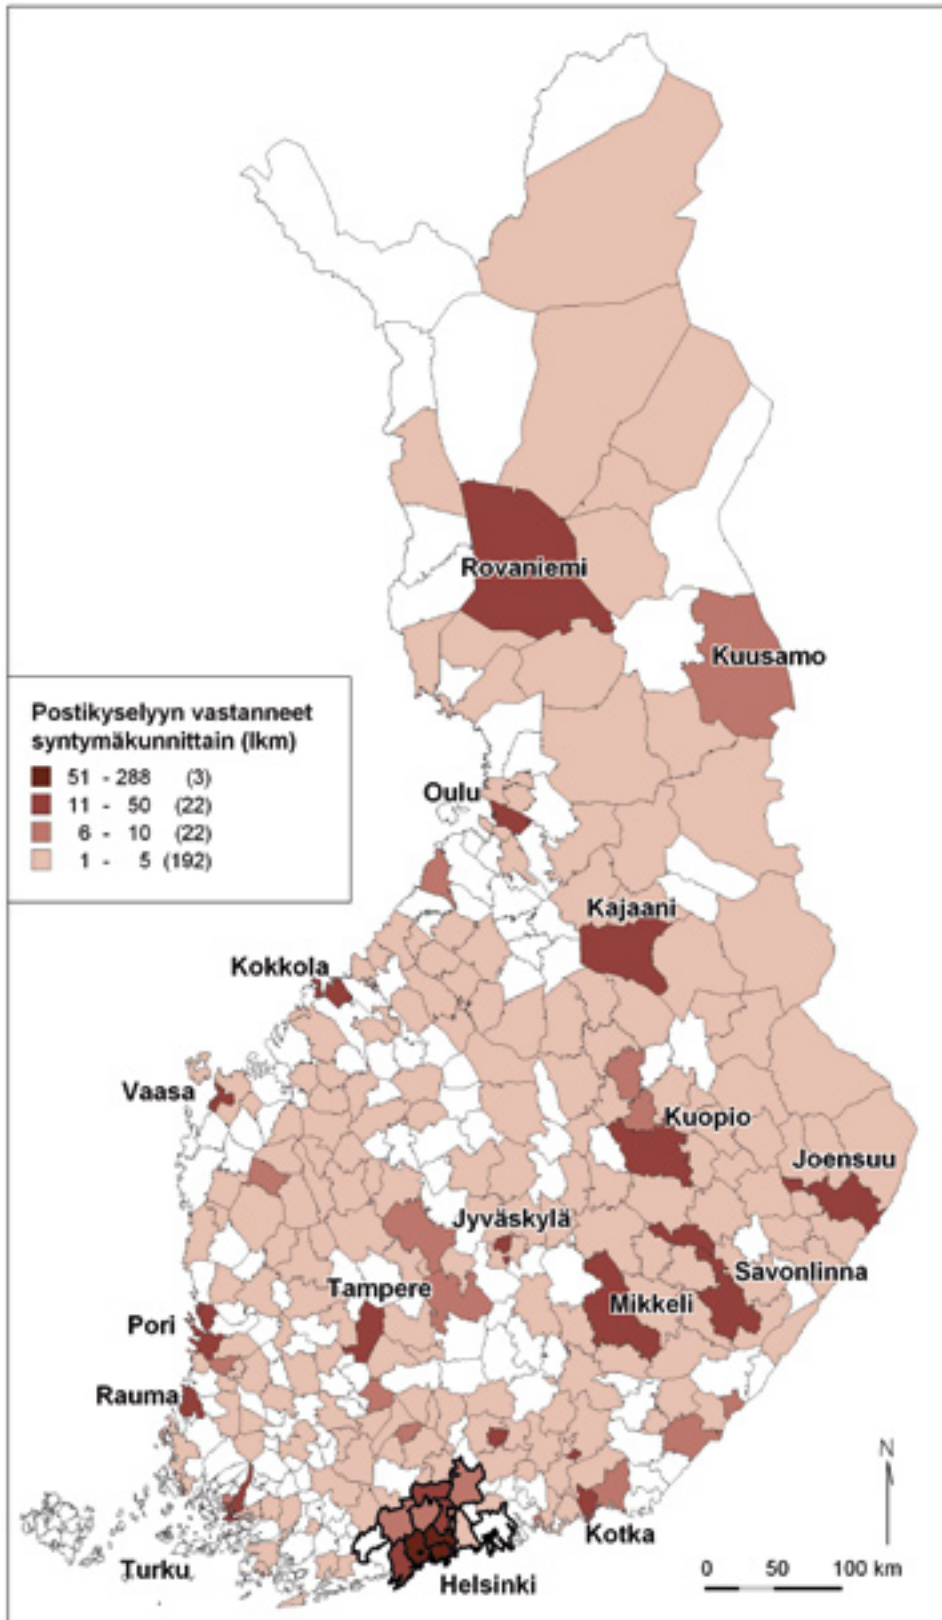 Rovaniemi
Kuusamo
Postikyselyyn vastanneet
syntymäkunnittain (lkm)
51 - 288 (3)
11 - 50 (22)
6 - 10 (22)
1 - 5 (192)
Oulu
Kajaani
Kokkola
Vaasa
Kuopio
Joensuu
Jyväskylä
Savonlinna
Tampere
Mikkeli
Pori
Rauma
N
Kotka
Turku
Helsinki
0 50 100 km